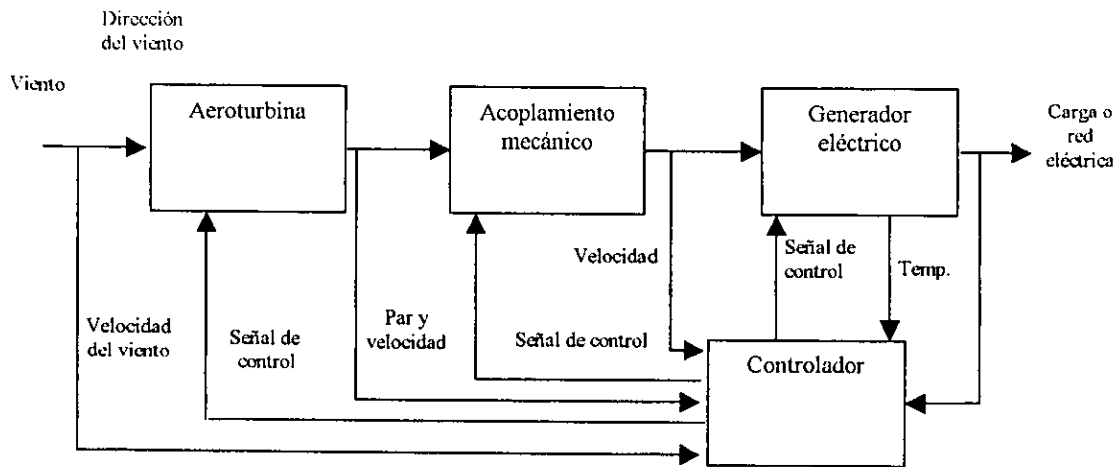 Dirección
del viento
Viento
Aeroturbina
Acoplamiento
mecánico
Generador
eléctrico
Carga o
red
eléctrica
Velocidad
Señal de
control
Temp.
Velocidad
del viento
Señal de
control
Par y
velocidad
Señal de control
Controlador